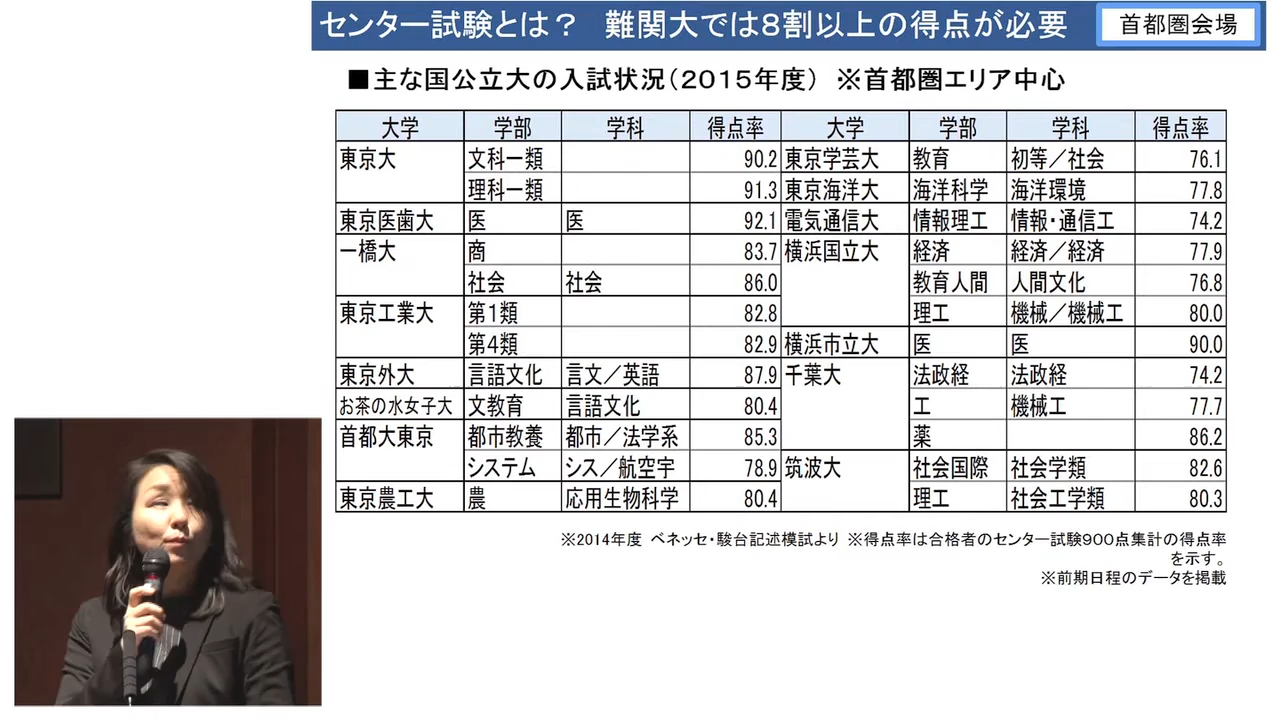 センター試験とは？ 難関大では８割以上の得点が必要
首都圏会場
■主な国公立大の入試状況（２０１５年度） ※首都圏エリア中心
大学 学部 学科 得点率 大学 学部 学科 得点率
東京大 文科一類 90.2 東京学芸大 教育 初等／社会 76.1
理科一類 91.3 東京海洋大 海洋科学 海洋環境 77.8
東京医歯大 医 医 92.1 電気通信大 情報理工 情報・通信工 74.2
一橋大 商 83.7 横浜国立大 経済 経済／経済 77.9
社会 社会 86.0 教育人間 人間文化 76.8
東京工業大 第１類 82.8 理工 機械／機械工 80.0
第４類 82.9 横浜市立大 医 医 90.0
東京外大 言語文化 言文／英語 87.9 千葉大 法政経 法政経 74.2
お茶の水女子大 文教育 言語文化 80.4 工 機械工 77.7
首都大東京 都市教養 都市／法学系 85.3 薬 86.2
システム シス／航空宇 78.9 筑波大 社会国際 社会学類 82.6
東京農工大 農 応用生物科学 80.4 理工 社会工学類 80.3
※2014年度 ベネッセ・駿台記述模試より ※得点率は合格者のセンター試験900点集計の得点率
を示す。
※前期日程のデータを掲載